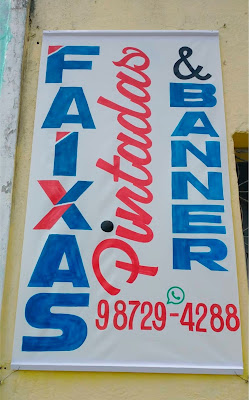 FAIXAS
Pintadas
& BANNER
98729-4288